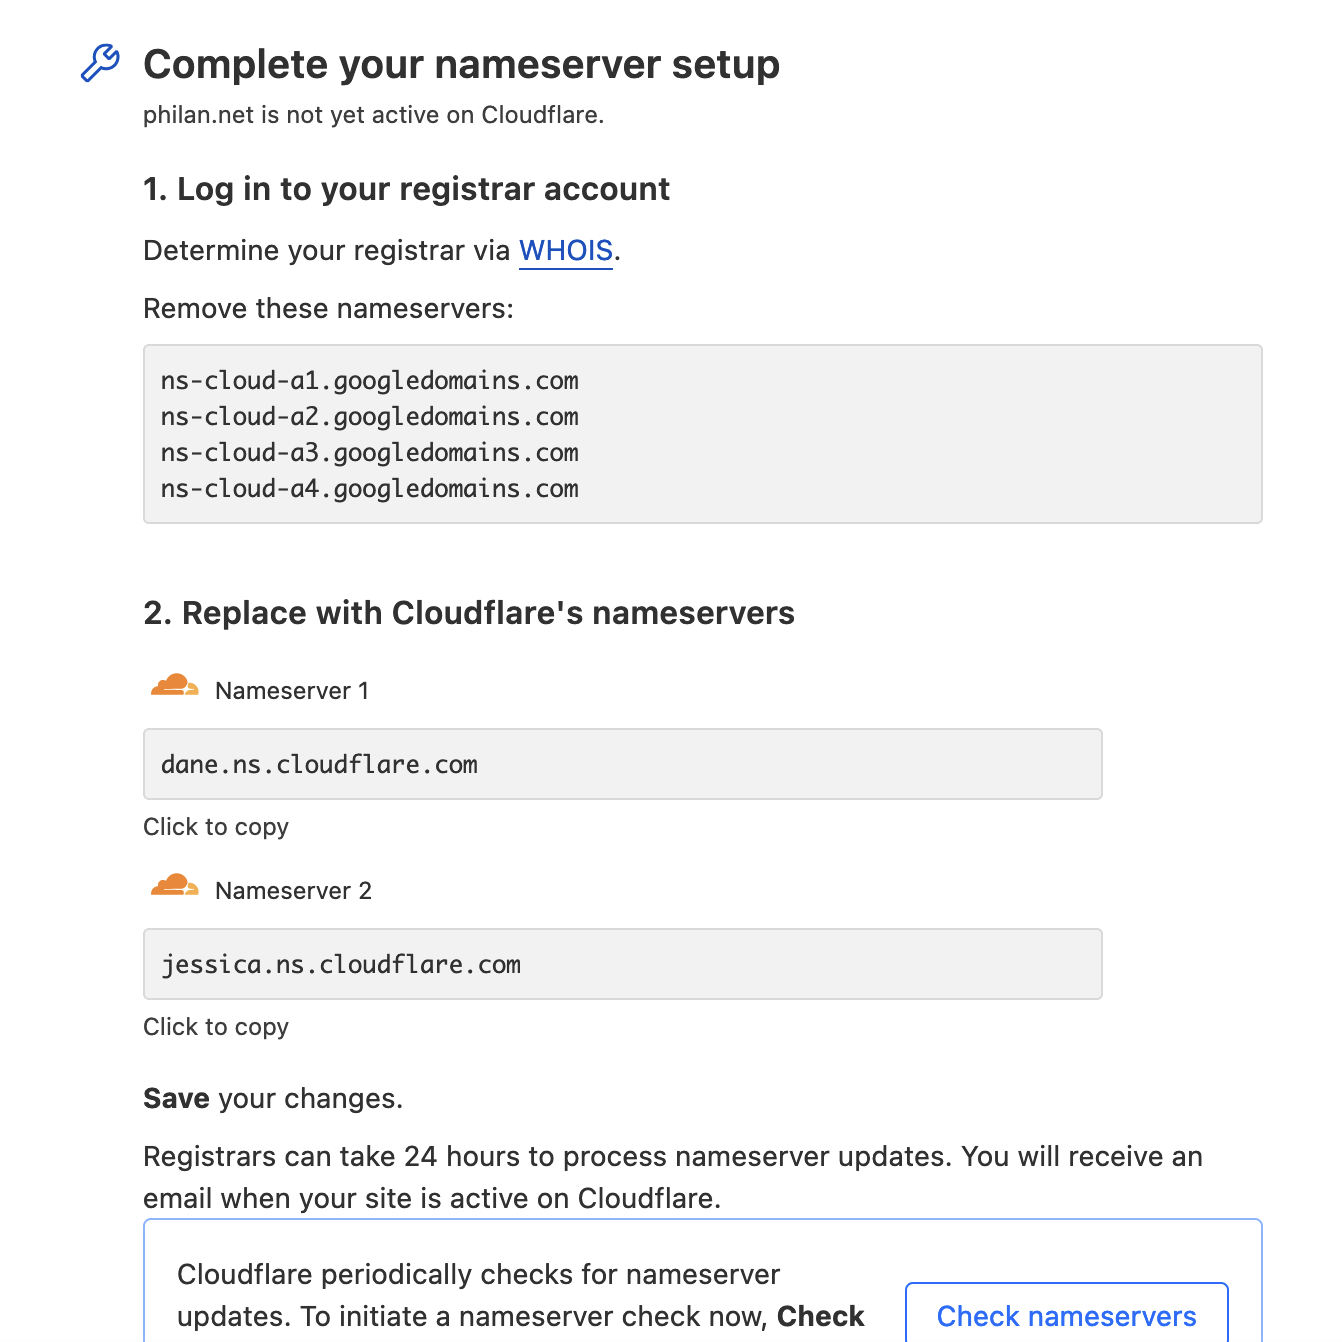 Complete your nameserver setup
philan.net is not yet active on Cloudflare.
1. Log in to your registrar account
Determine your registrar via WHOIS.
Remove these nameservers:
ns-cloud-a1.googledomains.com
ns-cloud-a2.googledomains.com
ns-cloud-a3.googledomains.com
ns-cloud-a4.googledomains.com
2. Replace with Cloudflare's nameservers
Nameserver 1
dane.ns.cloudflare.com
Click to copy
Nameserver 2
jessica.ns.cloudflare.com
Click to copy
Save your changes.
Registrars can take 24 hours to process nameserver updates. You will receive an
email when your site is active on Cloudflare.
Cloudflare periodically checks for nameserver
updates. To initiate a nameserver check now, Check
Check nameservers